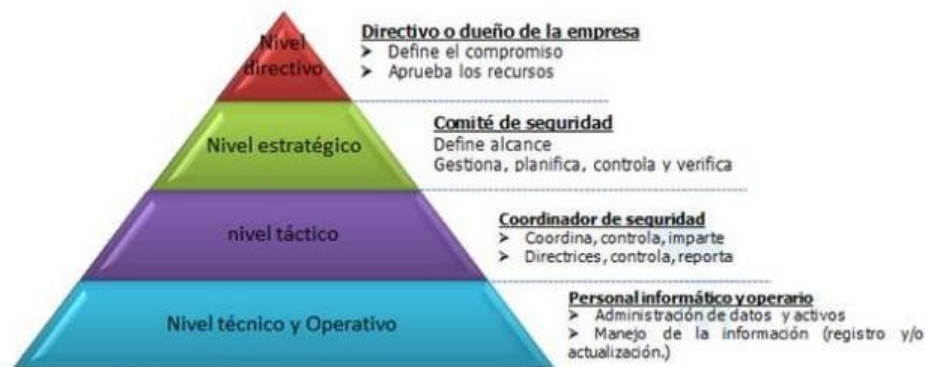 Nivel
directivo
Directivo o dueño de la empresa
➤ Define el compromiso
➤ Aprueba los recursos
Nivel estratégico
Comité de seguridad
Define alcance
Gestiona, planifica, controla y verifica
nivel táctico
Coordinador de seguridad
➤ Coordina, controla, imparte
➤ Directrices, controla, reporta
Nivel técnico y Operativo
Personal informático y operario
➤ Administración de datos y activos
➤ Manejo de la información (registro y/o
actualización.)